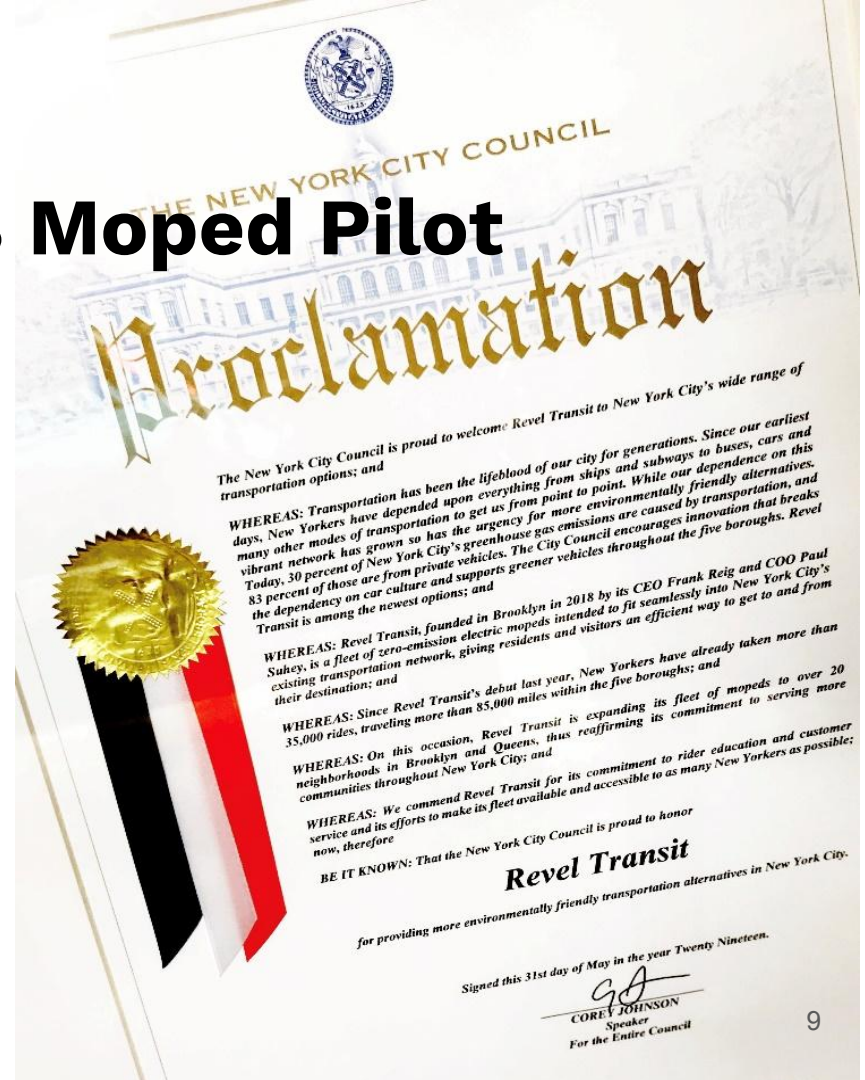 1625
THE NEW YORK CITY COUNCIL
Moped Pilot
Proclamation
The New York City Council is proud to welcome Revel Transit to New York City's wide range of
transportation options; and
WHEREAS: Transportation has been the lifeblood of our city for generations. Since our earliest
days, New Yorkers have depended upon everything from ships and subways to buses, cars and
many other modes of transportation to get us from point to point. While our dependence on this
vibrant network has grown so has the urgency for more environmentally friendly alternatives.
Today, 30 percent of New York City's greenhouse gas emissions are caused by transportation, and
83 percent of those are from private vehicles. The City Council encourages innovation that breaks
the dependency on car culture and supports greener vehicles throughout the five boroughs. Revel
Transit is among the newest options; and
WHEREAS: Revel Transit, founded in Brooklyn in 2018 by its CEO Frank Reig and COO Paul
Suhey, is a fleet of zero-emission electric mopeds intended to fit seamlessly into New York City's
existing transportation network, giving residents and visitors an efficient way to get to and from
their destination; and
WHEREAS: Since Revel Transit's debut last year, New Yorkers have already taken more than
35,000 rides, traveling more than 85,000 miles within the five boroughs; and
WHEREAS: On this occasion, Revel Transit is expanding its fleet of mopeds to over 20
neighborhoods in Brooklyn and Queens, thus reaffirming its commitment to serving more
communities throughout New York City; and
WHEREAS: We commend Revel Transit for its commitment to rider education and customer
service and its efforts to make its fleet available and accessible to as many New Yorkers as possible;
now, therefore
BE IT KNOWN: That the New York City Council is proud to honor
Revel Transit
for providing more environmentally friendly transportation alternatives in New York City.
Signed this 31st day of May in the year Twenty Nineteen.
COREY JOHNSON
Speaker
For the Entire Council
9